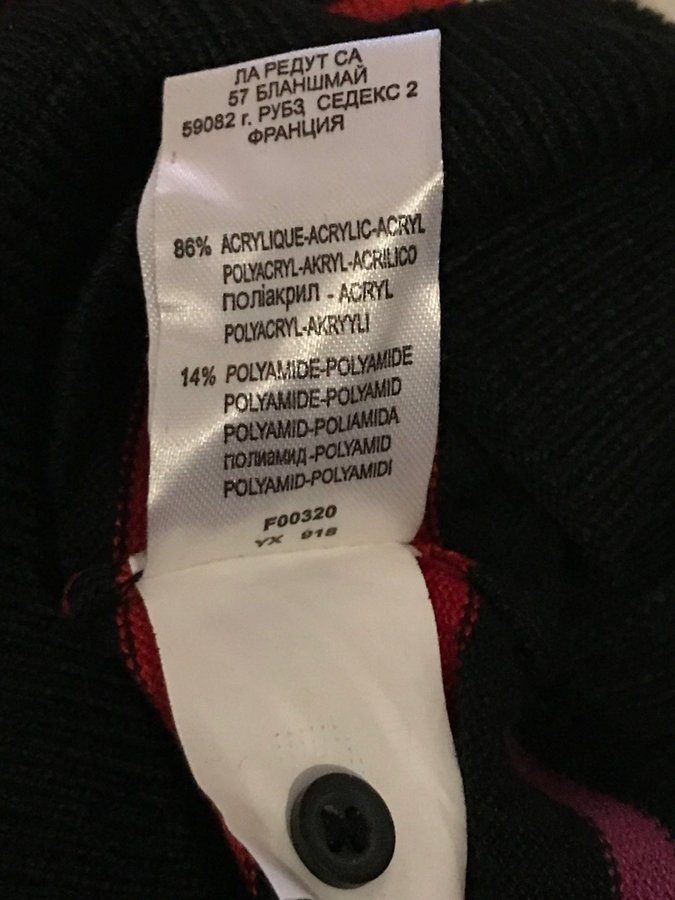 ЛА РЕДУТ СА
57 БЛАНШМАЙ
59082 г. РУБЗ СЕДЕКС 2
ФРАНЦИЯ
86% ACRYLIQUE-ACRYLIC-ACRYL
POLYACRYL-AKRYL-ACRILICO
поліакрил - ACRYL
POLYACRYL-AKRYYLI
14% POLYAMIDE-POLYAMIDE
POLYAMIDE-POLYAMID
POLYAMID-POLIAMIDA
полиамид-POLYAMID
POLYAMID-POLYAMIDI
F00320
YX 918